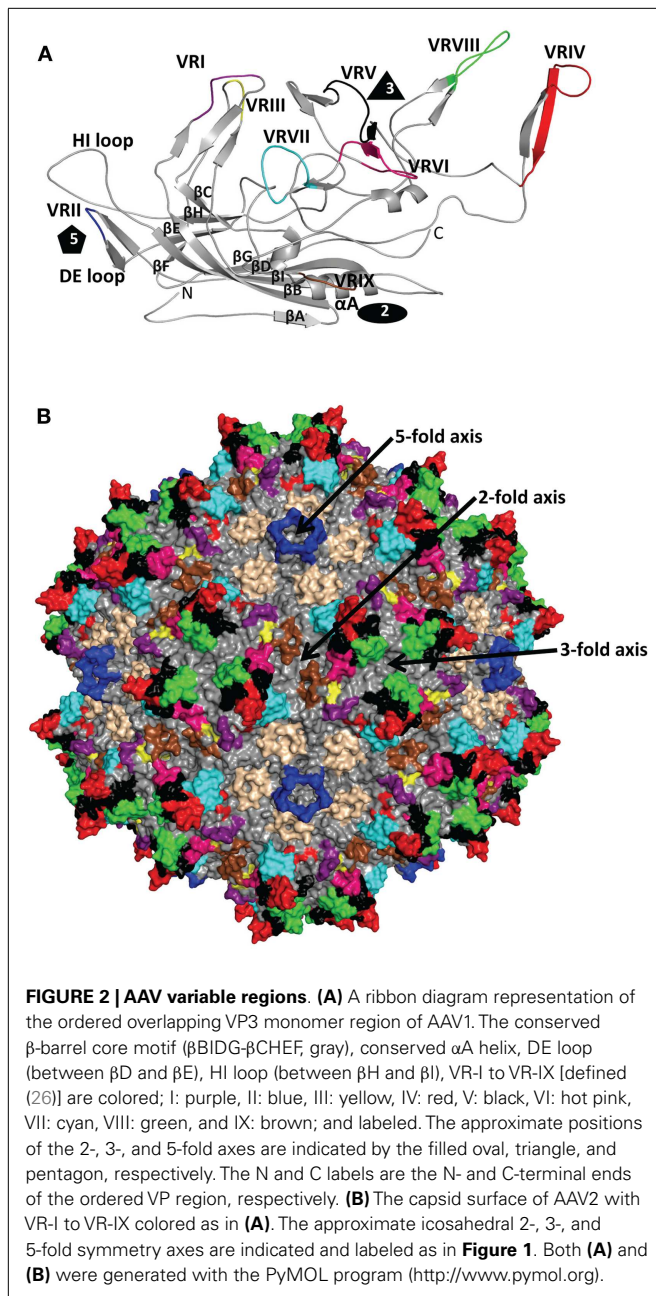 A
VRI
VRVIII
VRIV
VRV
3
VRIII
HI loop
VRVII
VRVI
βC
βH
VRII
βE
C
5
βG
βD
DE loop
βF
βI
N
βB
VRIX
αA
2
βA
B
5-fold axis
2-fold axis
3-fold axis
FIGURE 2 | AAV variable regions. (A) A ribbon diagram representation of
the ordered overlapping VP3 monomer region of AAV1. The conserved
β-barrel core motif (βBIDG-βCHEF, gray), conserved αA helix, DE loop
(between βD and βE), HI loop (between βH and βI), VR-I to VR-IX [defined
(26)] are colored; I: purple, II: blue, III: yellow, IV: red, V: black, VI: hot pink,
VII: cyan, VIII: green, and IX: brown; and labeled. The approximate positions
of the 2-, 3-, and 5-fold axes are indicated by the filled oval, triangle, and
pentagon, respectively. The N and C labels are the N- and C-terminal ends
of the ordered VP region, respectively. (B) The capsid surface of AAV2 with
VR-I to VR-IX colored as in (A). The approximate icosahedral 2-, 3-, and
5-fold symmetry axes are indicated and labeled as in Figure 1. Both (A) and
(B) were generated with the PyMOL program (http://www.pymol.org).